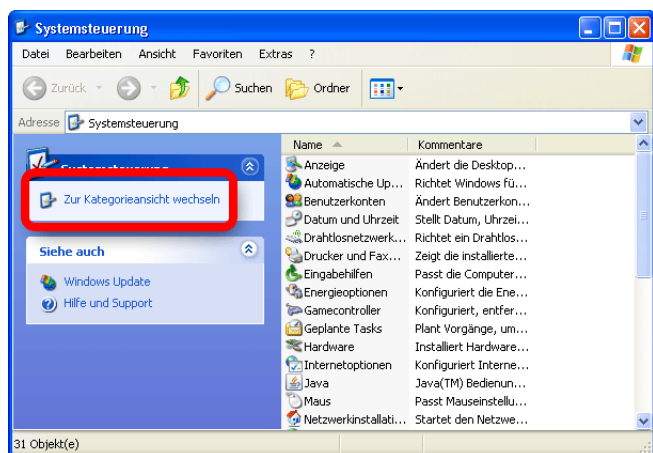 Systemsteuerung
Datei Bearbeiten Ansicht Favoriten Extras ?
Zurück Suchen Ordner
Adresse Systemsteuerung
Systemsteuerung
Zur Kategorieansicht wechseln
Siehe auch
Windows Update
Hilfe und Support
Name Kommentare
Anzeige Ändert die Desktop...
Automatische Up... Richtet Windows fü...
Benutzerkonten Ändert Benutzerkon...
Datum und Uhrzeit Stellt Datum, Uhrzei...
Drahtlosnetzwerk... Richtet ein Drahtlos...
Drucker und Fax... Zeigt die installierte...
Eingabehilfen Passt die Computer...
Energieoptionen Konfiguriert die Ene...
Gamecontroller Konfiguriert, entfer...
Geplante Tasks Plant Vorgänge, um...
Hardware Installiert Hardware...
Internetoptionen Konfiguriert Interne...
Java Java(TM) Bedienun...
Maus Passt Mauseinstellu...
Netzwerkinstallati... Startet den Netzwe...
31 Objekt(e)